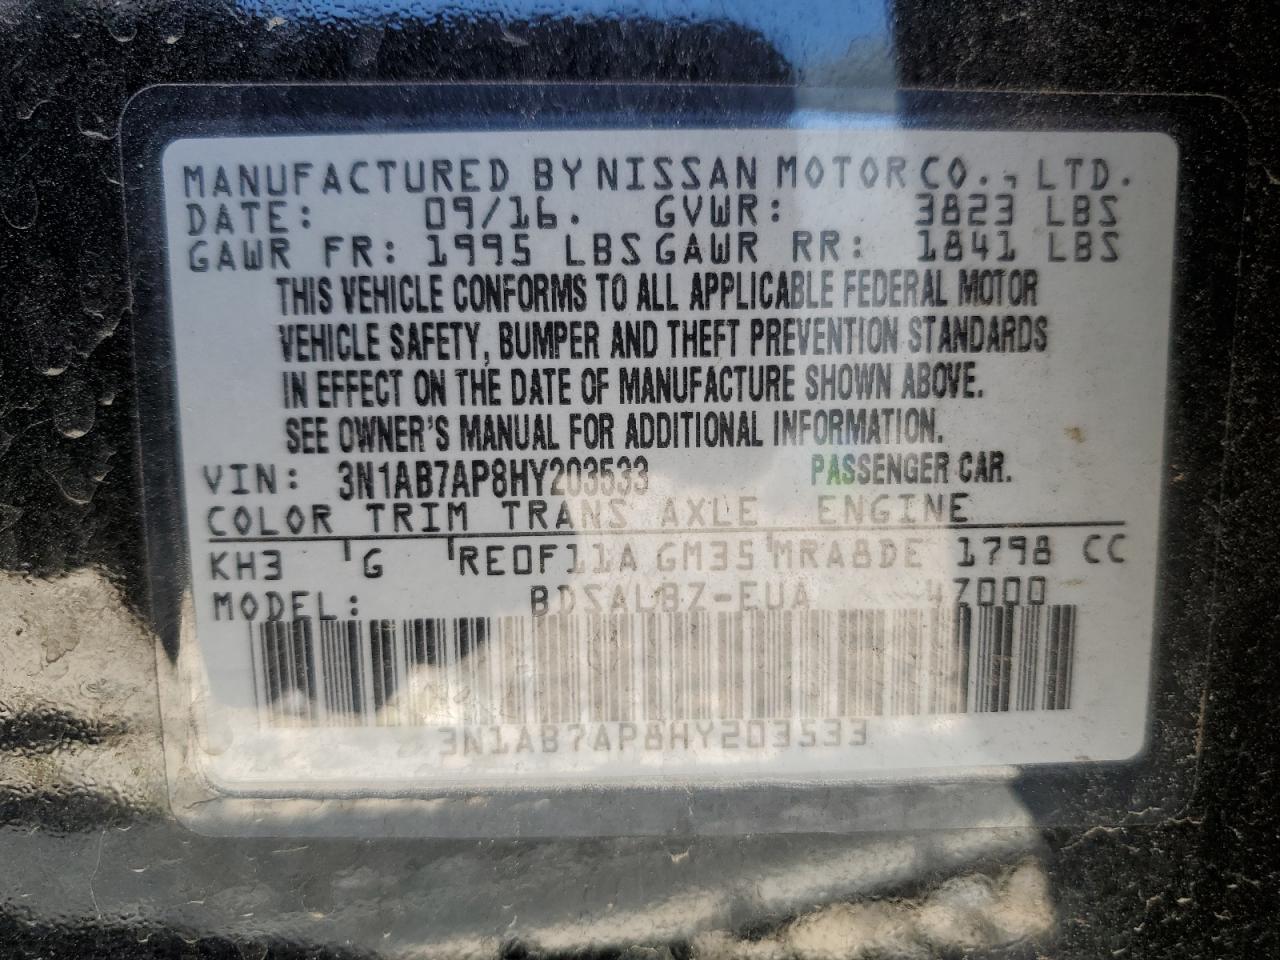 MANUFACTURED BY NISSAN MOTOR CO., LTD.
DATE: 09/16. GVWR: 3823 LBS
GAWR FR: 1995 LBS GAWR RR: 1841 LBS
THIS VEHICLE CONFORMS TO ALL APPLICABLE FEDERAL MOTOR
VEHICLE SAFETY, BUMPER AND THEFT PREVENTION STANDARDS
IN EFFECT ON THE DATE OF MANUFACTURE SHOWN ABOVE.
SEE OWNER'S MANUAL FOR ADDITIONAL INFORMATION.
VIN: 3N1AB7AP8HY203533 PASSENGER CAR.
COLOR TRIM TRANS AXLE ENGINE
KH3 G RE0F11A GM35 MRA8DE 1798 CC
MODEL: BDSALBZ-EUA 47000
3N1AB7AP8HY203533